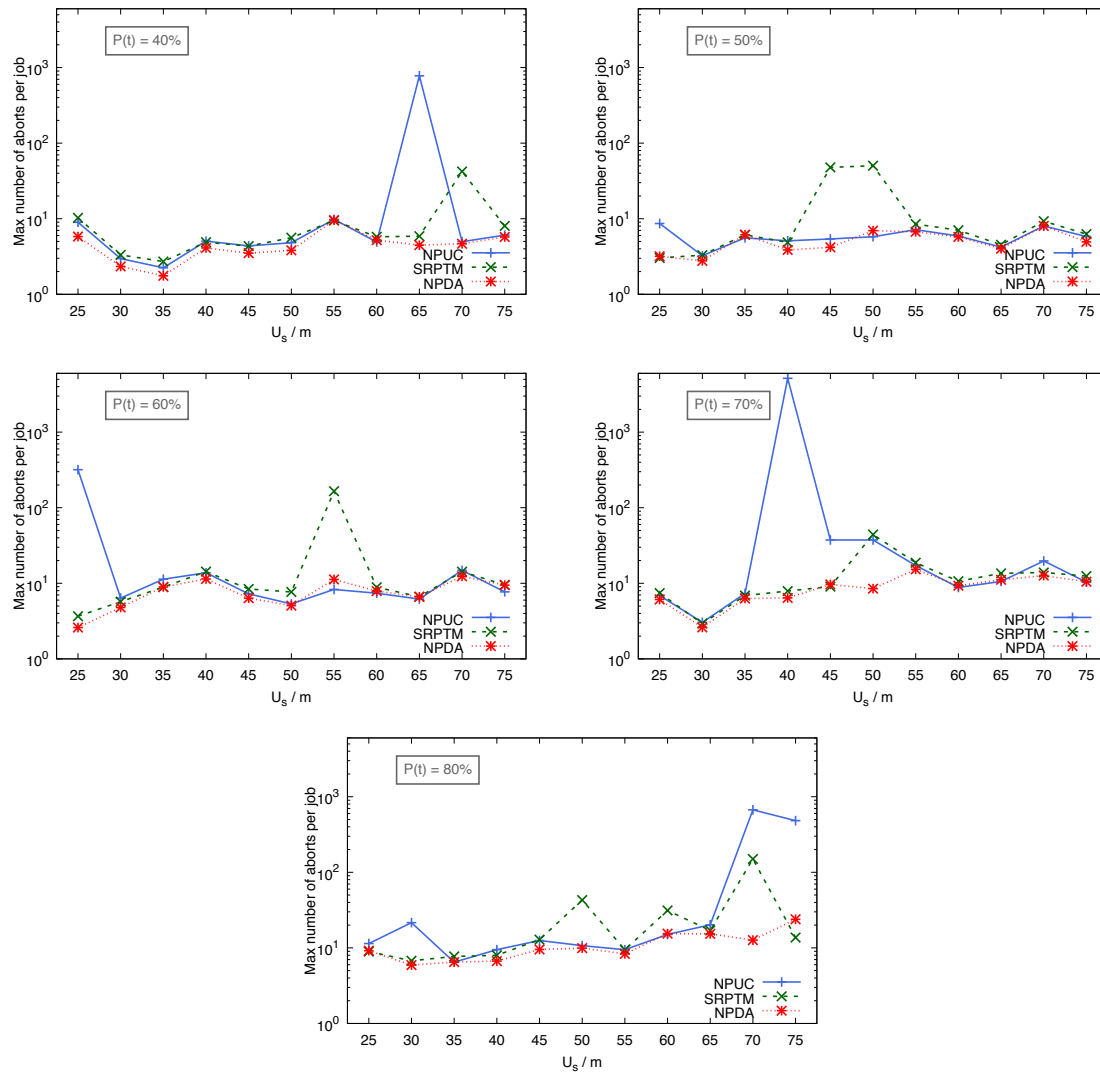 P(t) = 40%
Max number of aborts per job
10^3
10^2
10^1
10^0
NPUC
SRPTM
NPDA
25 30 35 40 45 50 55 60 65 70 75
U_s / m
P(t) = 50%
Max number of aborts per job
10^3
10^2
10^1
10^0
NPUC
SRPTM
NPDA
25 30 35 40 45 50 55 60 65 70 75
U_s / m
P(t) = 60%
Max number of aborts per job
10^3
10^2
10^1
10^0
NPUC
SRPTM
NPDA
25 30 35 40 45 50 55 60 65 70 75
U_s / m
P(t) = 70%
Max number of aborts per job
10^3
10^2
10^1
10^0
NPUC
SRPTM
NPDA
25 30 35 40 45 50 55 60 65 70 75
U_s / m
P(t) = 80%
Max number of aborts per job
10^3
10^2
10^1
10^0
NPUC
SRPTM
NPDA
25 30 35 40 45 50 55 60 65 70 75
U_s / m